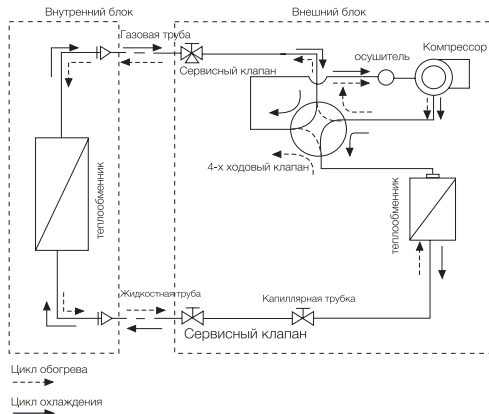 Внутренний блок
Внешний блок
Газовая труба
Сервисный клапан
осушитель
Компрессор
4-х ходовый клапан
теплообменник
теплообменник
Жидкостная труба
Капиллярная трубка
Сервисный клапан
Цикл обогрева
Цикл охлаждения